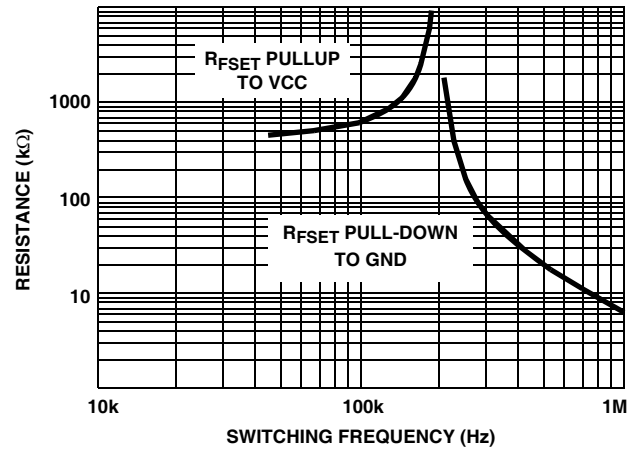 RFSET PULLUP
TO VCC
1000
100
10
RESISTANCE (kΩ)
RFSET PULL-DOWN
TO GND
10k
100k
1M
SWITCHING FREQUENCY (Hz)